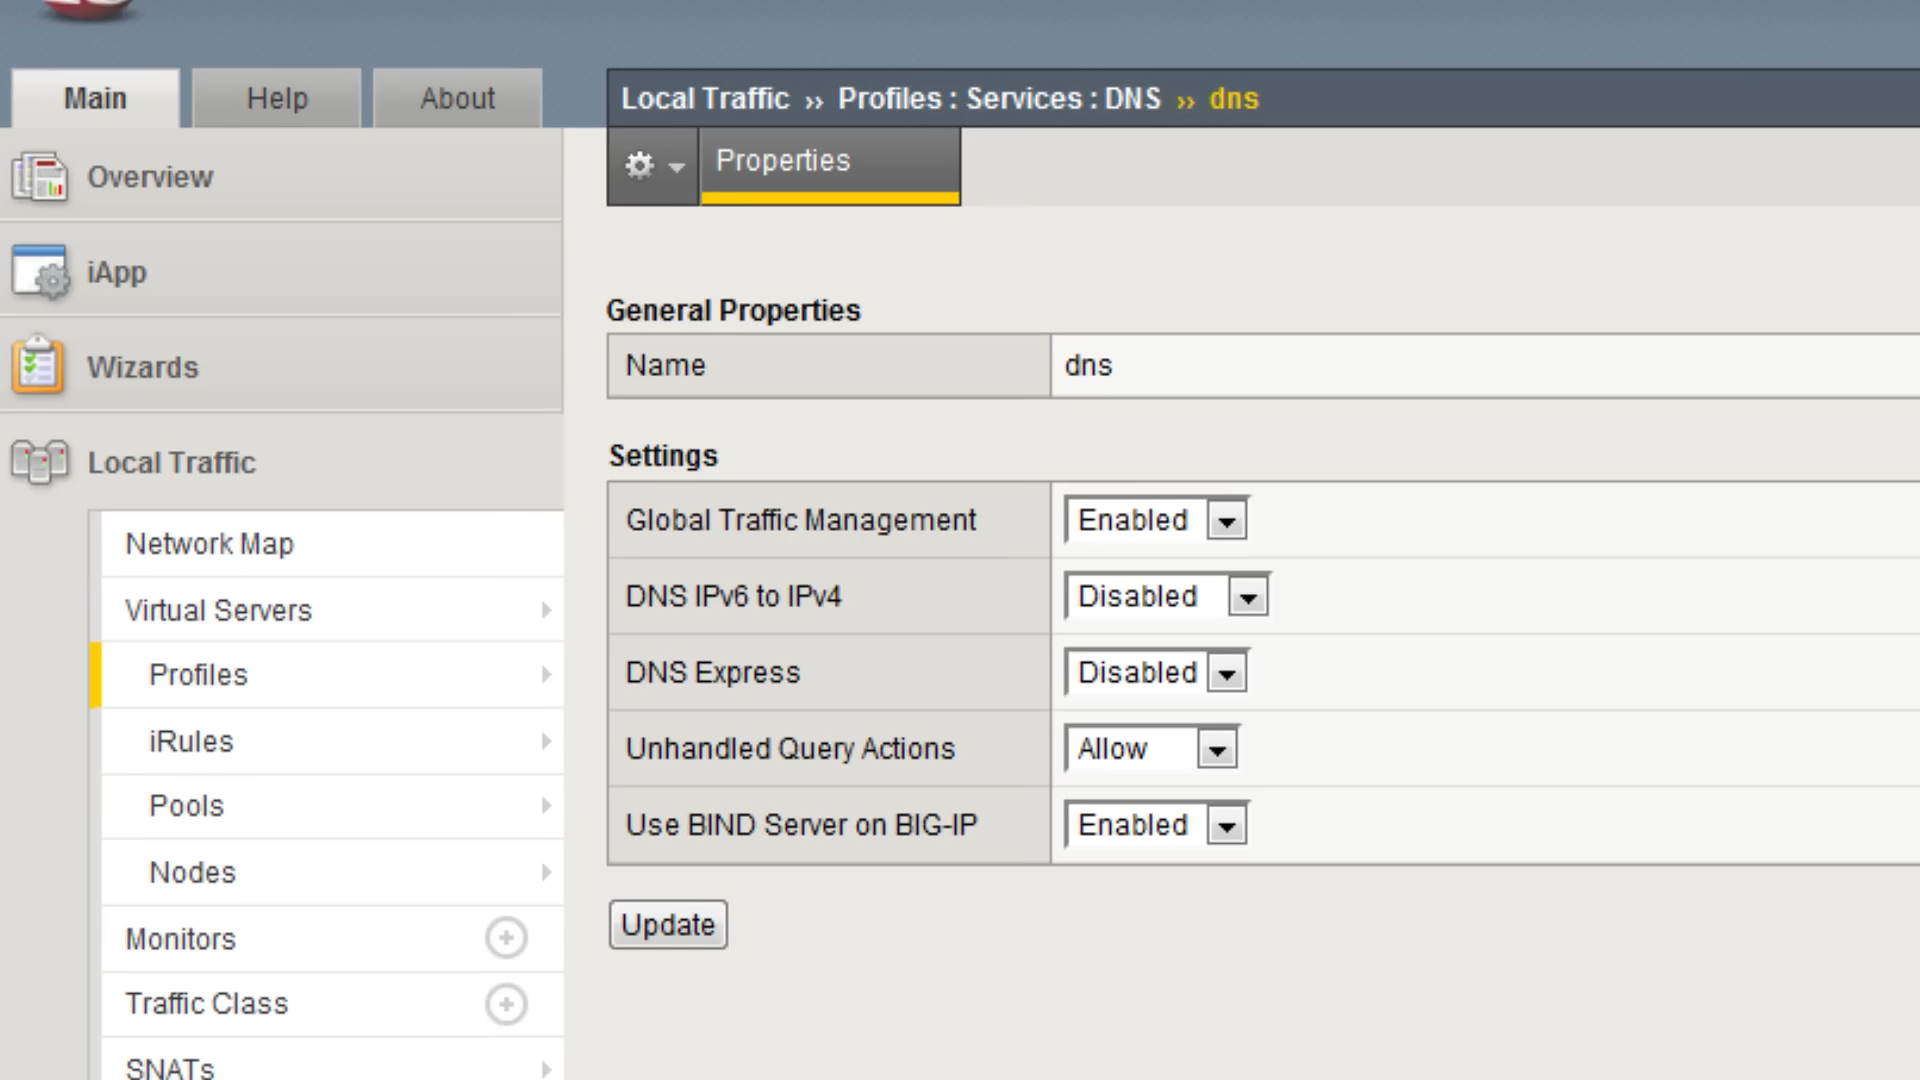 Main
Help
About
Local Traffic ›› Profiles : Services : DNS ›› dns
Properties
Overview
iApp
Wizards
Local Traffic
Network Map
Virtual Servers
Profiles
iRules
Pools
Nodes
Monitors
Traffic Class
SNATs
General Properties
Name dns
Settings
Global Traffic Management Enabled
DNS IPv6 to IPv4 Disabled
DNS Express Disabled
Unhandled Query Actions Allow
Use BIND Server on BIG-IP Enabled
Update